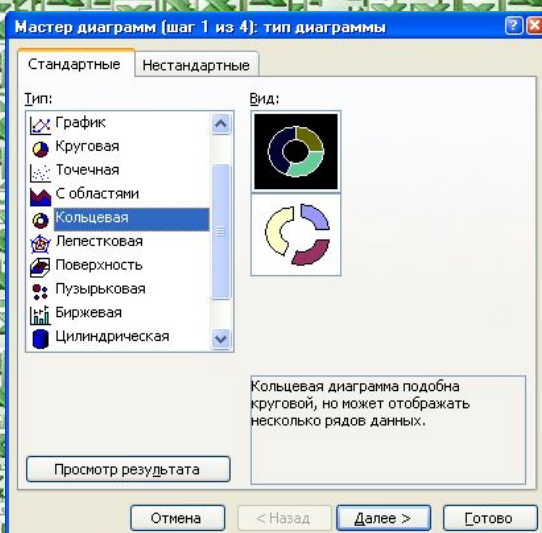 Мастер диаграмм (шаг 1 из 4): тип диаграммы
Стандартные
Нестандартные
Тип:
График
Круговая
Точечная
С областями
Кольцевая
Лепестковая
Поверхность
Пузырьковая
Биржевая
Цилиндрическая
Вид:
Кольцевая диаграмма подобна
круговой, но может отображать
несколько рядов данных.
Просмотр результата
Отмена
< Назад
Далее >
Готово